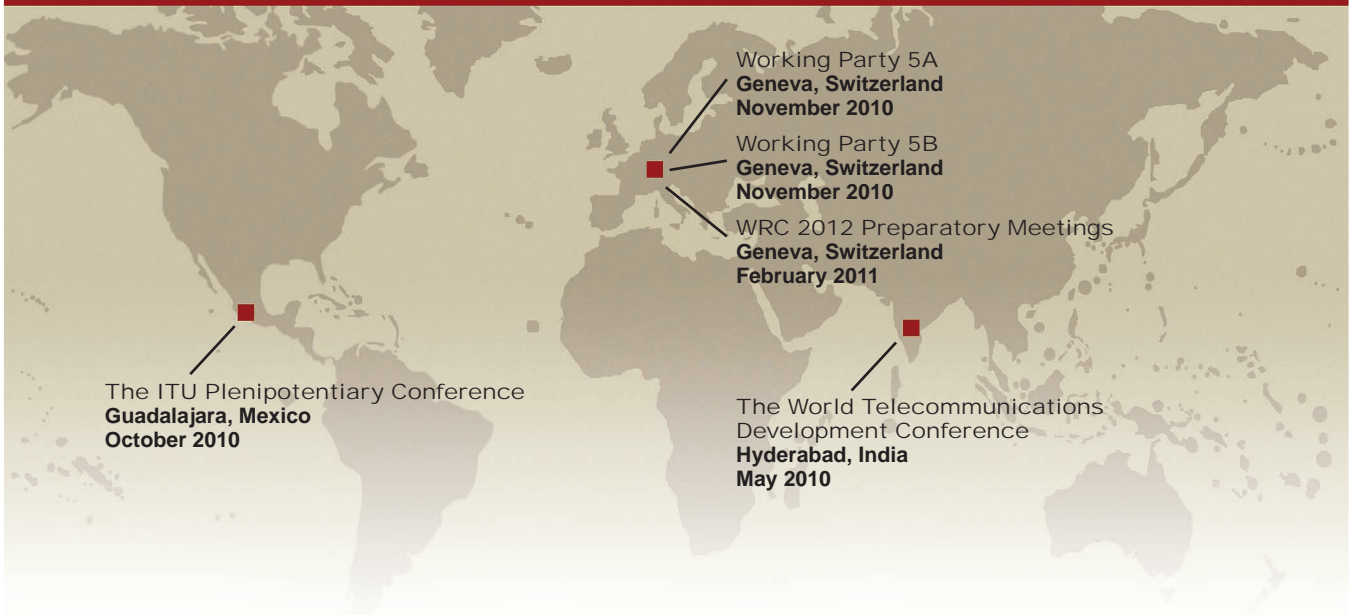 Working Party 5A
Geneva, Switzerland
November 2010
Working Party 5B
Geneva, Switzerland
November 2010
WRC 2012 Preparatory Meetings
Geneva, Switzerland
February 2011
The ITU Plenipotentiary Conference
Guadalajara, Mexico
October 2010
The World Telecommunications
Development Conference
Hyderabad, India
May 2010